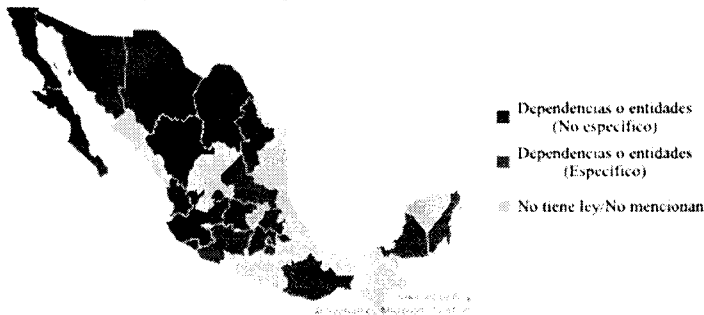 Dependencias o entidades
(No específico)
Dependencias o entidades
(Específico)
No tiene ley/No mencionan